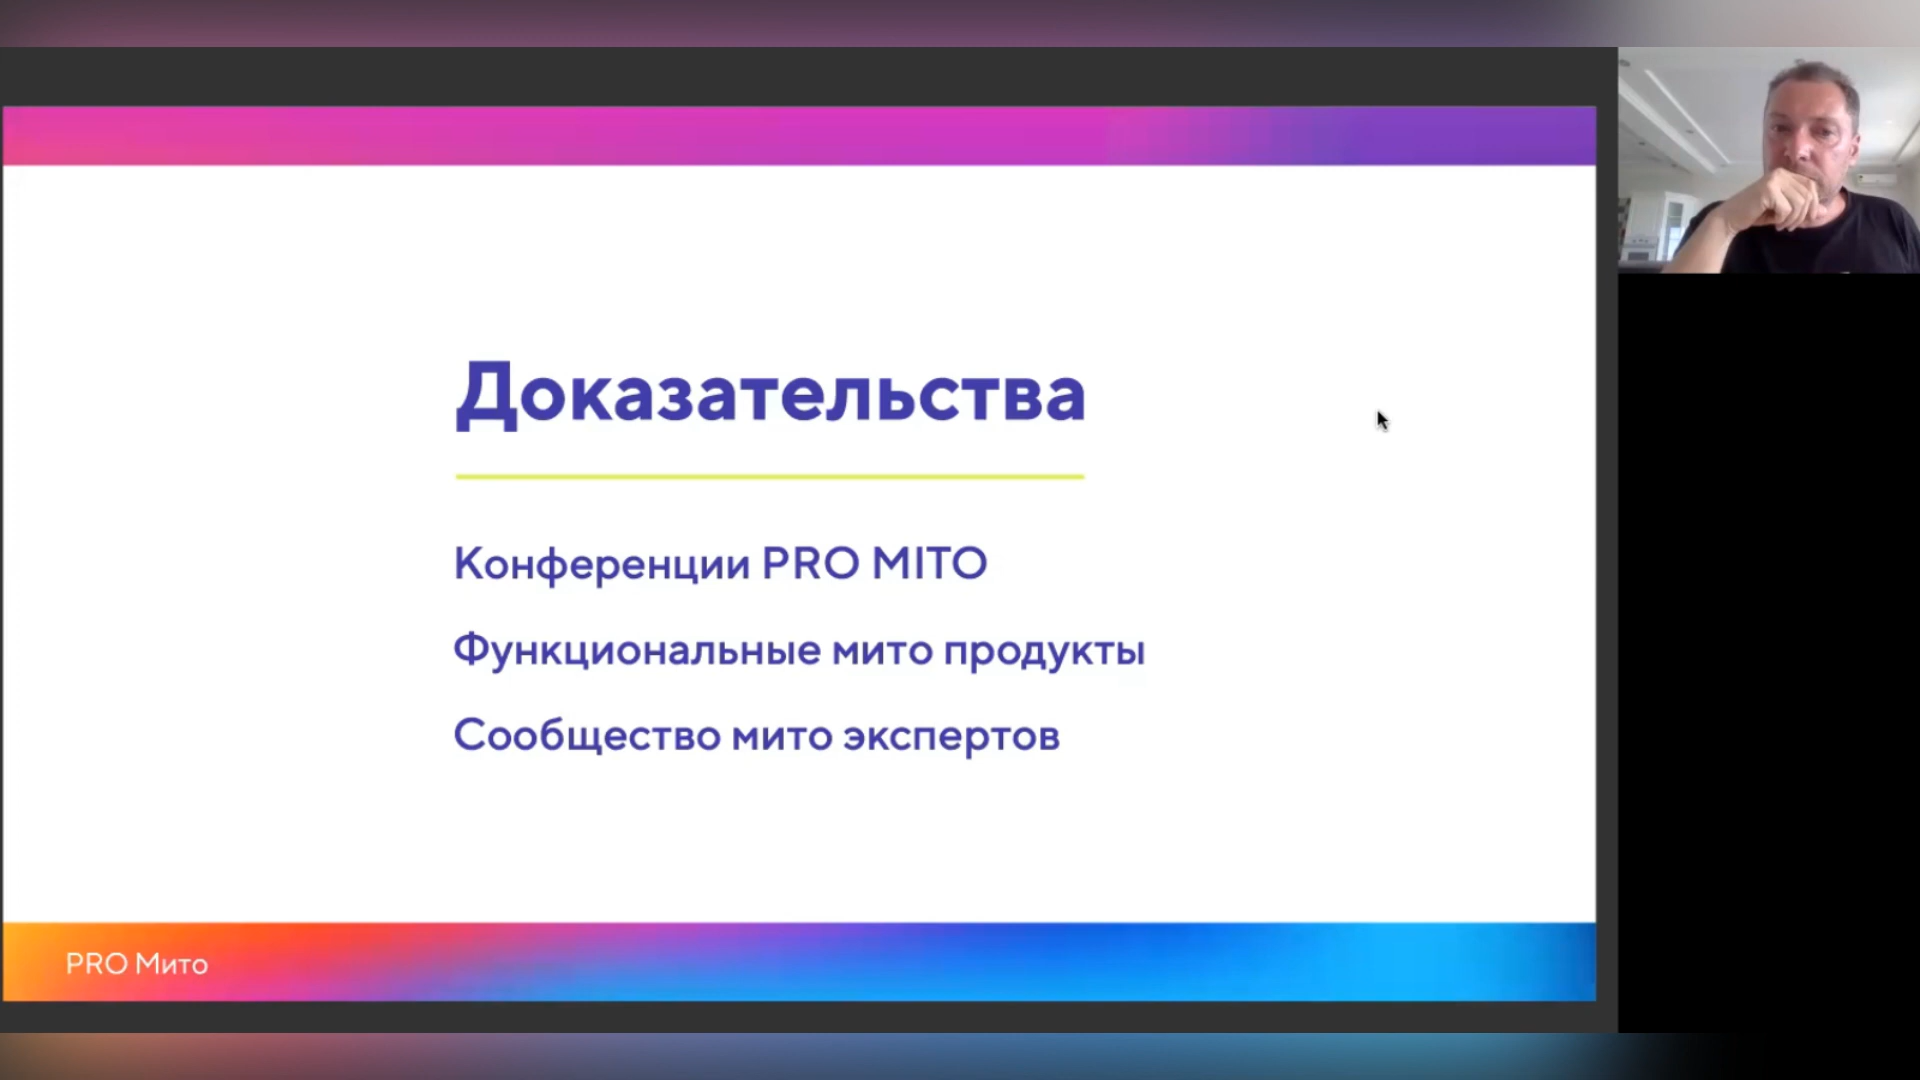 Доказательства
Конференции PRO MITO
Функциональные мито продукты
Сообщество мито экспертов
PRO Мито